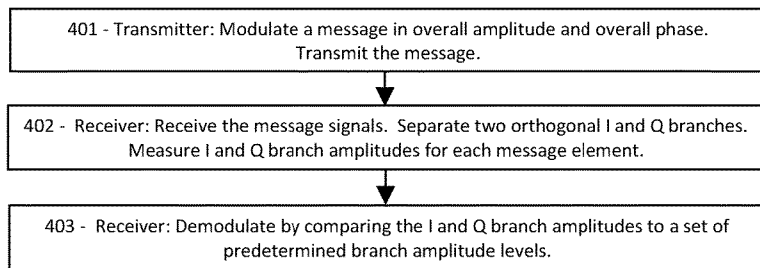 401 - Transmitter: Modulate a message in overall amplitude and overall phase.
Transmit the message.
402 - Receiver: Receive the message signals. Separate two orthogonal I and Q branches.
Measure I and Q branch amplitudes for each message element.
403 - Receiver: Demodulate by comparing the I and Q branch amplitudes to a set of
predetermined branch amplitude levels.